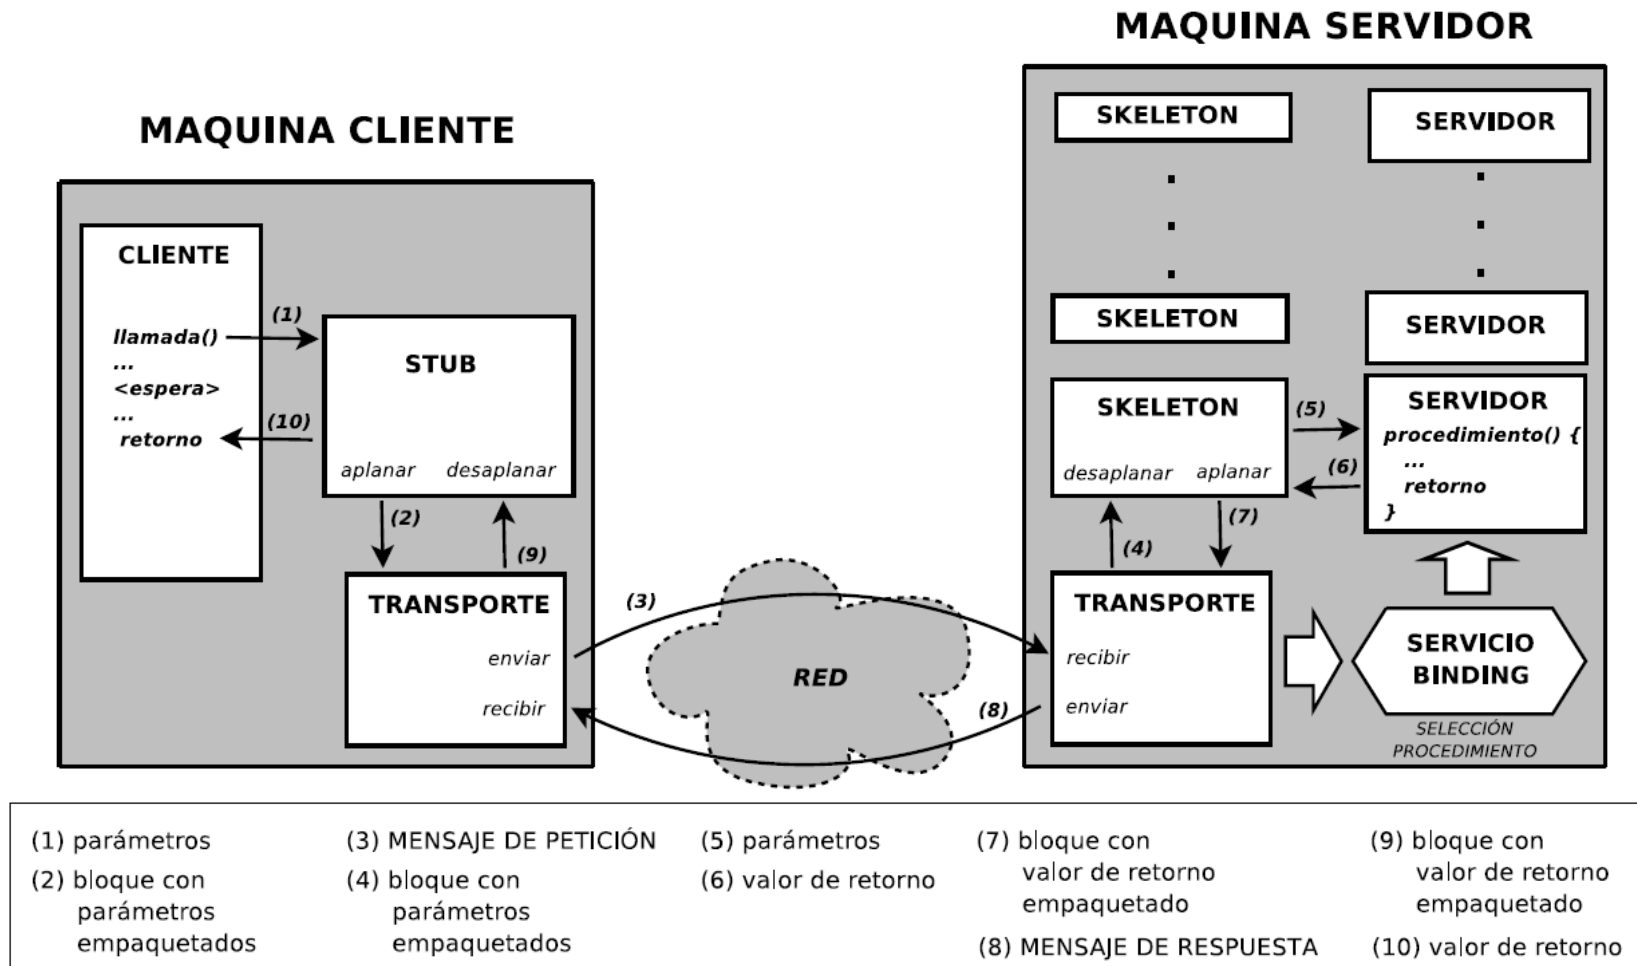 MAQUINA SERVIDOR
MAQUINA CLIENTE
CLIENTE
llamada()
...
<espera>
...
retorno
(1)
(10)
STUB
aplanar desaplanar
(2)
(9)
TRANSPORTE
enviar
recibir
(3)
RED
(8)
SKELETON
SERVIDOR
.
.
.
.
.
.
SKELETON
SERVIDOR
SKELETON
desaplanar aplanar
(5)
(6)
SERVIDOR
procedimiento() {
...
retorno
}
(4)
(7)
TRANSPORTE
recibir
enviar
SERVICIO
BINDING
SELECCIÓN
PROCEDIMIENTO
(1) parámetros
(2) bloque con
parámetros
empaquetados
(3) MENSAJE DE PETICIÓN
(4) bloque con
parámetros
empaquetados
(5) parámetros
(6) valor de retorno
(7) bloque con
valor de retorno
empaquetado
(8) MENSAJE DE RESPUESTA
(9) bloque con
valor de retorno
empaquetado
(10) valor de retorno